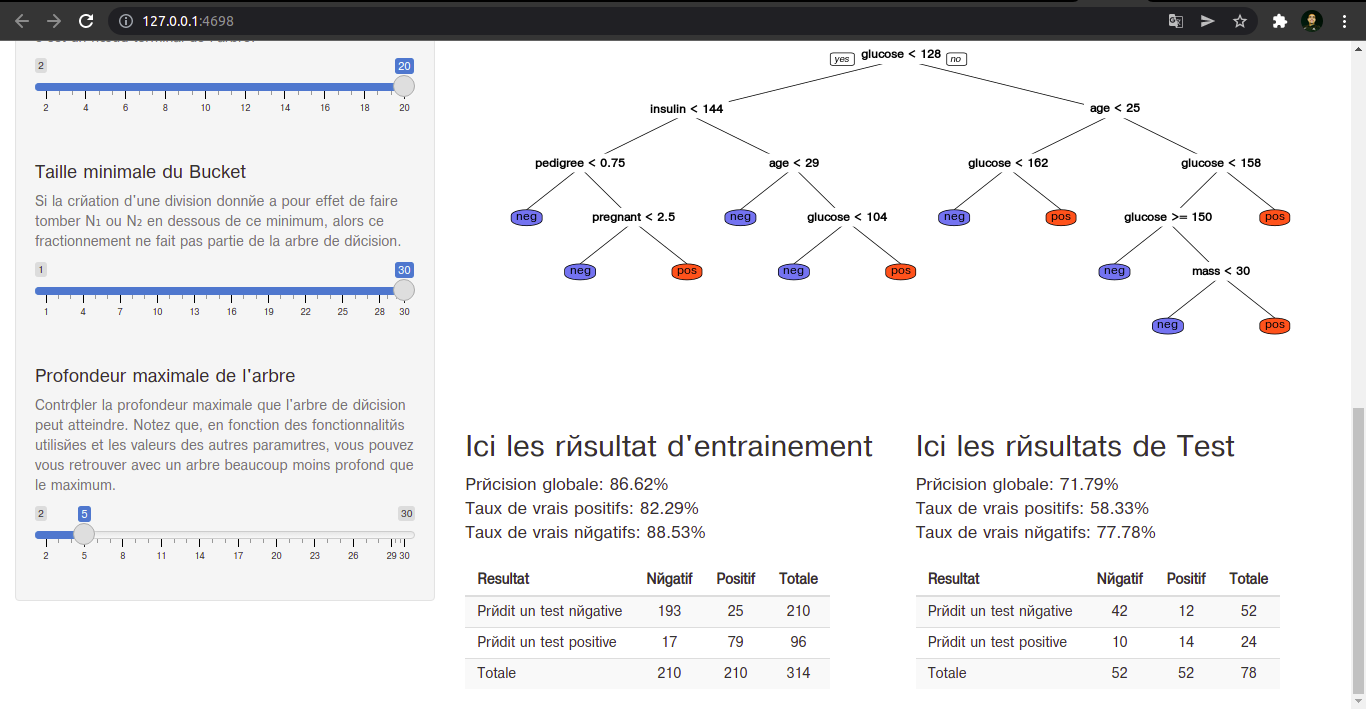 127.0.0.1:4698
2 20
2 4 6 8 10 12 14 16 18 20
Taille minimale du Bucket
Si la crйation d'une division donnйe a pour effet de faire
tomber N₁ ou N₂ en dessous de ce minimum, alors ce
fractionnement ne fait pas partie de la arbre de dйcision.
1 30
1 4 7 10 13 16 19 22 25 28 30
Profondeur maximale de l'arbre
Contrфler la profondeur maximale que l'arbre de dйcision
peut atteindre. Notez que, en fonction des fonctionnalitйs
utilisйes et les valeurs des autres paramиtres, vous pouvez
vous retrouver avec un arbre beaucoup moins profond que
le maximum.
2 5 30
2 5 8 11 14 17 20 23 26 29 30
yes glucose < 128 no
insulin < 144 age < 25
pedigree < 0.75 age < 29 glucose < 162 glucose < 158
neg pregnant < 2.5 neg glucose < 104 neg pos glucose >= 150 pos
neg pos neg pos neg mass < 30
neg pos
Ici les rйsultat d'entrainement
Prйcision globale: 86.62%
Taux de vrais positifs: 82.29%
Taux de vrais nйgatifs: 88.53%
Resultat Nйgatif Positif Totale
Prйdit un test nйgative 193 25 210
Prйdit un test positive 17 79 96
Totale 210 210 314
Ici les rйsultats de Test
Prйcision globale: 71.79%
Taux de vrais positifs: 58.33%
Taux de vrais nйgatifs: 77.78%
Resultat Nйgatif Positif Totale
Prйdit un test nйgative 42 12 52
Prйdit un test positive 10 14 24
Totale 52 52 78